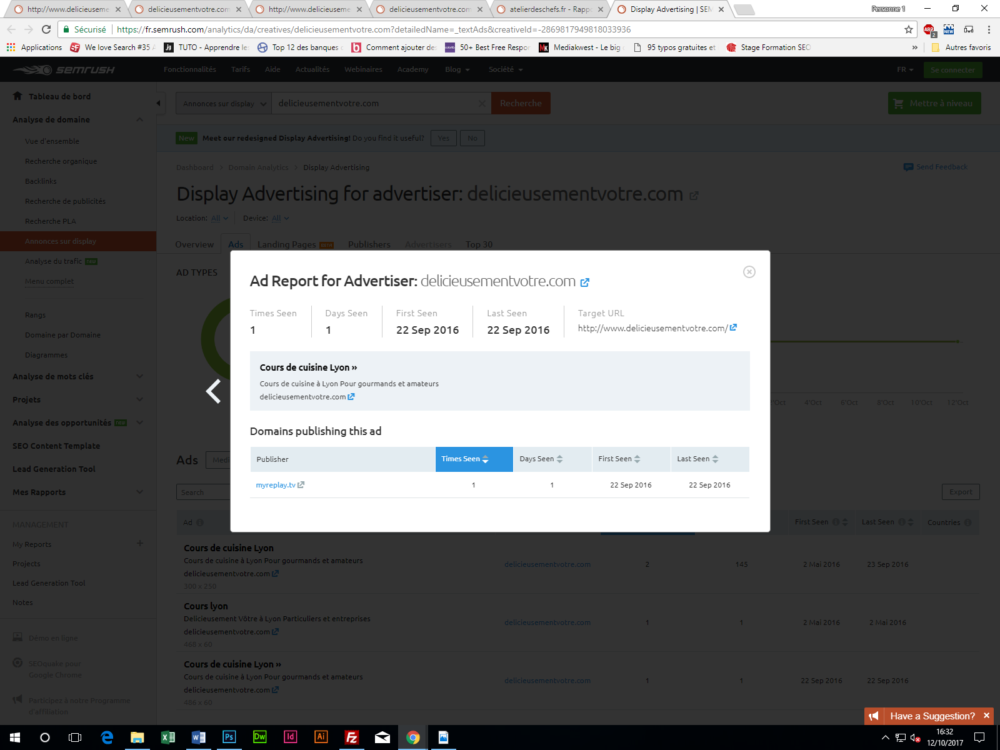 http://www.delicieuseme
delicieusementvotre.com
http://www.delicieuseme
delicieusementvotre.com
atelierdeschefs.fr - Rappo
Display Advertising | SEM
Personne 1
Sécurisé
https://fr.semrush.com/analytics/da/creatives/delicieusementvotre.com?detailedName=_textAds&creativeId=-2869817949818033936
ABP
2
NEW
Applications
We love Search #35
TUTO - Apprendre le
Top 12 des banques
Comment ajouter des
50+ Best Free Respon
Mediakwest - Le big
95 typos gratuites et
Stage Formation SEO
»
Autres favoris
semrush
Fonctionnalités
Tarifs
Aide
Actualités
Webinaires
Academy
Blog
Société
FR
Se connecter
Tableau de bord
Analyse de domaine
Vue d'ensemble
Recherche organique
Backlinks
Recherche de publicités
Recherche PLA
Annonces sur display
Analyse du trafic NEW
Menu complet
Rangs
Domaine par Domaine
Diagrammes
Analyse de mots clés
Projets
Analyse des opportunités NEW
SEO Content Template
Lead Generation Tool
Mes Rapports
MANAGEMENT
My Reports
Projects
Lead Generation Tool
Notes
Démo en ligne
SEOquake pour
Google Chrome
Participez à notre Programme
d'affiliation
Annonces sur display
delicieusementvotre.com
Recherche
Mettre à niveau
New Meet our redesigned Display Advertising! Do you find it useful? Yes No
Dashboard > Domain Analytics > Display Advertising
Send Feedback
Display Advertising for advertiser: delicieusementvotre.com
Location: All
Device: All
Overview
Ads
Landing Pages BETA
Publishers
Advertisers
Top 30
AD TYPES
Ad Report for Advertiser: delicieusementvotre.com
Times Seen
1
Days Seen
1
First Seen
22 Sep 2016
Last Seen
22 Sep 2016
Target URL
http://www.delicieusementvotre.com/
Cours de cuisine Lyon »
Cours de cuisine à Lyon Pour gourmands et amateurs
delicieusementvotre.com
Domains publishing this ad
Publisher Times Seen Days Seen First Seen Last Seen
myreplay.tv 1 1 22 Sep 2016 22 Sep 2016
'Oct 4'Oct 6'Oct 8'Oct 10'Oct 12'Oct
Ads
Medi
Search
Export
Ad
First Seen Last Seen Countries
Cours de cuisine Lyon
Cours de cuisine à Lyon Pour gourmands et amateurs
delicieusementvotre.com
300 x 250
delicieusementvotre.com 2 145 2 Mai 2016 23 Sep 2016
Cours lyon
Delicieusement Vôtre à Lyon Particuliers et entreprises
delicieusementvotre.com
468 x 60
delicieusementvotre.com 1 1 2 Mai 2016 2 Mai 2016
Cours de cuisine Lyon »
Cours de cuisine à Lyon Pour gourmands et amateurs
delicieusementvotre.com
486 x 60
delicieusementvotre.com 1 1 22 Sep 2016 22 Sep 2016
Have a Suggestion?
16:32
12/10/2017